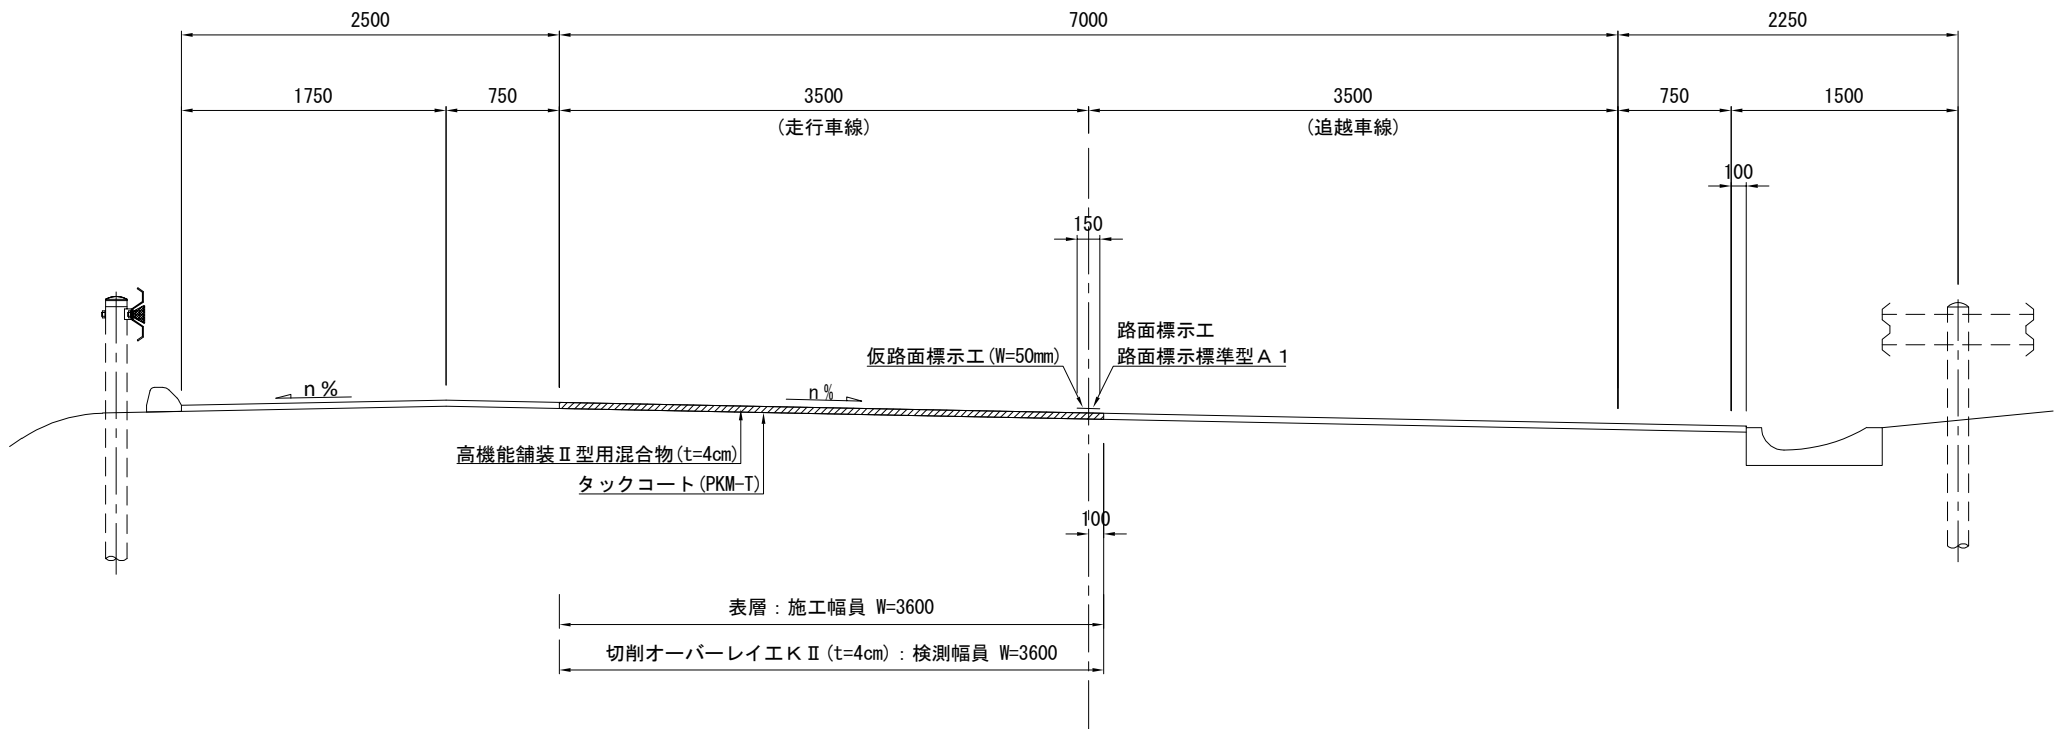 2500
7000
2250
1750
750
3500
3500
750
1500
(走行車線)
(追越車線)
100
150
路面標示工
仮路面標示工(W=50mm)
路面標示標準型A1
n%
n%
高機能舗装Ⅱ型用混合物(t=4cm)
タックコート(PKM-T)
100
表層：施工幅員 W=3600
切削オーバーレイ工KⅡ(t=4cm)：検測幅員 W=3600